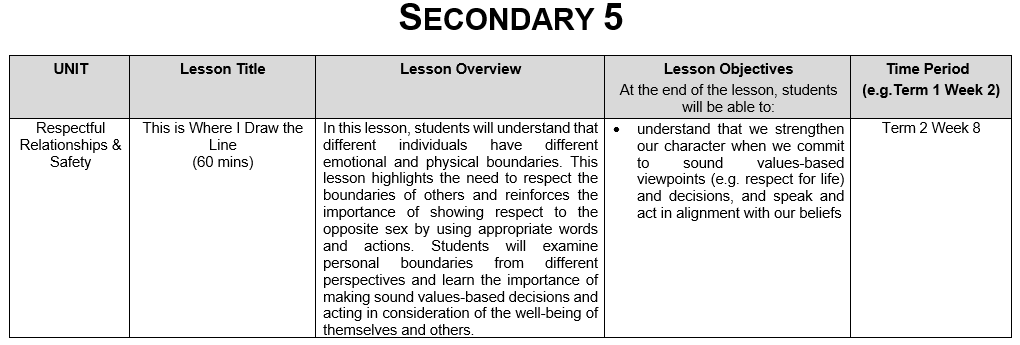 SECONDARY 5
UNIT
Lesson Title
Lesson Overview
Lesson Objectives
At the end of the lesson, students
will be able to:
Time Period
(e.g.Term 1 Week 2)
Respectful
Relationships &
Safety
This is Where I Draw the
Line
(60 mins)
In this lesson, students will understand that
different individuals have different
emotional and physical boundaries. This
lesson highlights the need to respect the
boundaries of others and reinforces the
importance of showing respect to the
opposite sex by using appropriate words
and actions. Students will examine
personal boundaries from different
perspectives and learn the importance of
making sound values-based decisions and
acting in consideration of the well-being of
themselves and others.
• understand that we strengthen
our character when we commit
to sound values-based
viewpoints (e.g. respect for life)
and decisions, and speak and
act in alignment with our beliefs
Term 2 Week 8